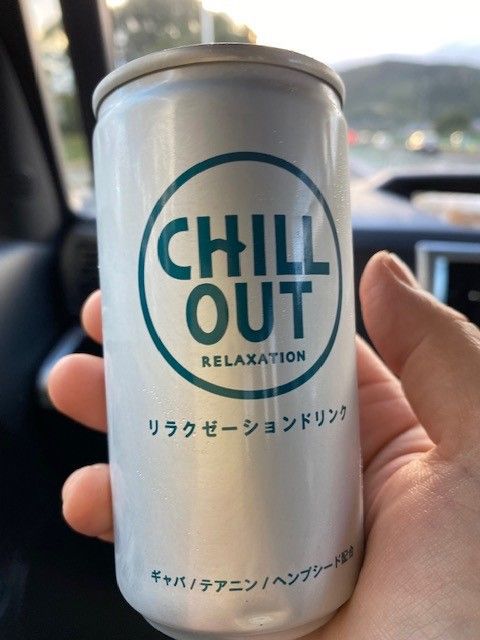 CHILL
OUT
RELAXATION
リラクゼーションドリンク
ギャバ / テアニン / ヘンプシード配合